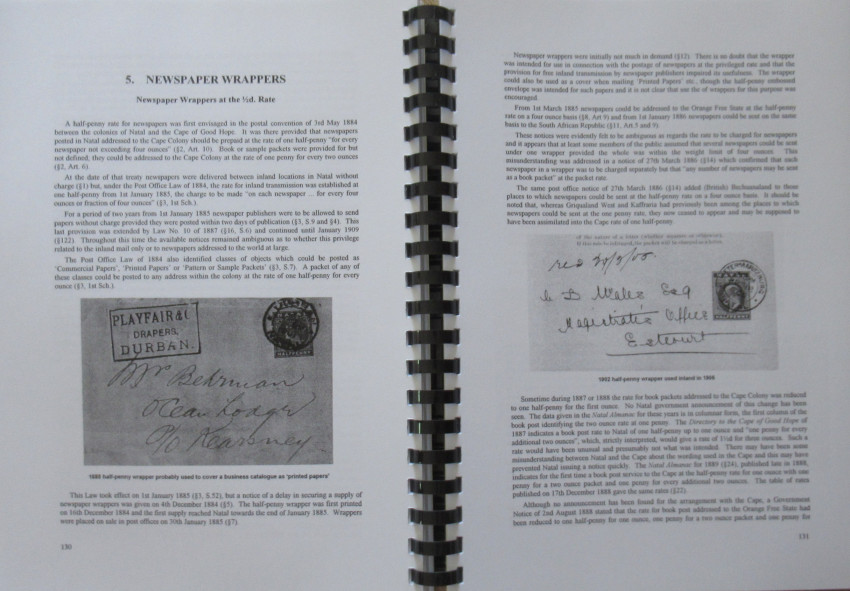 5. NEWSPAPER WRAPPERS
Newspaper Wrappers at the ½d. Rate
A half-penny rate for newspapers was first envisaged in the postal convention of 3rd May 1884
between the colonies of Natal and the Cape of Good Hope. It was there provided that newspapers
posted in Natal addressed to the Cape Colony should be prepaid at the rate of one half-penny "for every
newspaper not exceeding four ounces" (§2, Art. 10). Book or sample packets were provided for but
not defined, they could be addressed to the Cape Colony at the rate of one penny for every two ounces
(§2, Art. 6).
At the date of that treaty newspapers were delivered between inland locations in Natal without
charge (§1) but, under the Post Office Law of 1884, the rate for inland transmission was established at
one half-penny from 1st January 1885, the charge to be made "on each newspaper ... for every four
ounces or fraction of four ounces" (§3, 1st Sch.).
For a period of two years from 1st January 1885 newspaper publishers were to be allowed to send
papers without charge provided they were posted within two days of publication (§3, S.9 and §4). This
last provision was extended by Law No. 10 of 1887 (§16, S.6) and continued until January 1909
(§122). Throughout this time the available notices remained ambiguous as to whether this privilege
related to the inland mail only or to newspapers addressed to the world at large.
The Post Office Law of 1884 also identified classes of objects which could be posted as
'Commercial Papers', 'Printed Papers' or 'Pattern or Sample Packets' (§3, S.7). A packet of any of
these classes could be posted to any address within the colony at the rate of one half-penny for every
ounce (§3, 1st Sch.).
PLAYFAIR & Co
DRAPERS,
DURBAN.
HALFPENNY
Mr Behrman
Ocean Lodge
P/O Kearsney
1889 half-penny wrapper probably used to cover a business catalogue as 'printed papers'
This Law took effect on 1st January 1885 (§3, S.52), but a notice of a delay in securing a supply of
newspaper wrappers was given on 4th December 1884 (§5). The half-penny wrapper was first printed
on 16th December 1884 and the first supply reached Natal towards the end of January 1885. Wrappers
were placed on sale in post offices on 30th January 1885 (§7).
130
Newspaper wrappers were initially not much in demand (§12). There is no doubt that the wrapper
was intended for use in connection with the postage of newspapers at the privileged rate and that the
provision for free inland transmission by newspaper publishers impaired its usefulness. The wrapper
could also be used as a cover when mailing 'Printed Papers' etc., though the half-penny embossed
envelope was intended for such papers and it is not clear that use of wrappers for this purpose was
encouraged.
From 1st March 1885 newspapers could be addressed to the Orange Free State at the half-penny
rate on a four ounce basis (§8, Art 9) and from 1st January 1886 newspapers could be sent on the same
basis to the South African Republic (§11, Art.5 and 9).
These notices were evidently felt to be ambiguous as regards the rate to be charged for newspapers
and it appears that at least some members of the public assumed that several newspapers could be sent
under one wrapper provided the whole was within the weight limit of four ounces. This
misunderstanding was addressed in a notice of 27th March 1886 (§14) which confirmed that each
newspaper in a wrapper was to be charged separately but that "any number of newspapers may be sent
as a book packet" at the packet rate.
The same post office notice of 27th March 1886 (§14) added (British) Bechuanaland to those
places to which newspapers could be sent at the half-penny rate on a four ounce basis. It should be
noted that, whereas Griqualand West and Kaffraria had previously been among the places to which
newspapers could be sent at the one penny rate, they now ceased to appear and may be supposed to
have been assimilated into the Cape rate of one half-penny.
Esq
Magistrate's Office
Estcourt
HALFPENNY
1902 half-penny wrapper used inland in 1905
Sometime during 1887 or 1888 the rate for book packets addressed to the Cape Colony was reduced
to one half-penny for the first ounce. No Natal government announcement of this change has been
seen. The data given in the Natal Almanac for these years is in columnar form, the first column of the
book post identifying the two ounce rate at one penny. The Directory to the Cape of Good Hope of
1887 indicates a book post rate to Natal of one half-penny up to one ounce and "one penny for every
additional two ounces", which, strictly interpreted, would give a rate of 1½d for three ounces. Such a
rate would have been unusual and presumably not what was intended. There may have been some
misunderstanding between Natal and the Cape about the wording used in the Cape and this may have
prevented Natal issuing a notice quickly. The Natal Almanac for 1889 (§24), published late in 1888,
indicates for the first time a book post service to the Cape at the half-penny rate for one ounce with one
penny for a two ounce packet and one penny for every additional two ounces. The table of rates
published on 17th December 1888 gave the same rates (§22).
Although no announcement has been found for the arrangement with the Cape, a Government
Notice of 2nd August 1888 stated that the rate for book post addressed to the Orange Free State had
been reduced to one half-penny for one ounce, one penny for a two ounce packet and one penny for
131